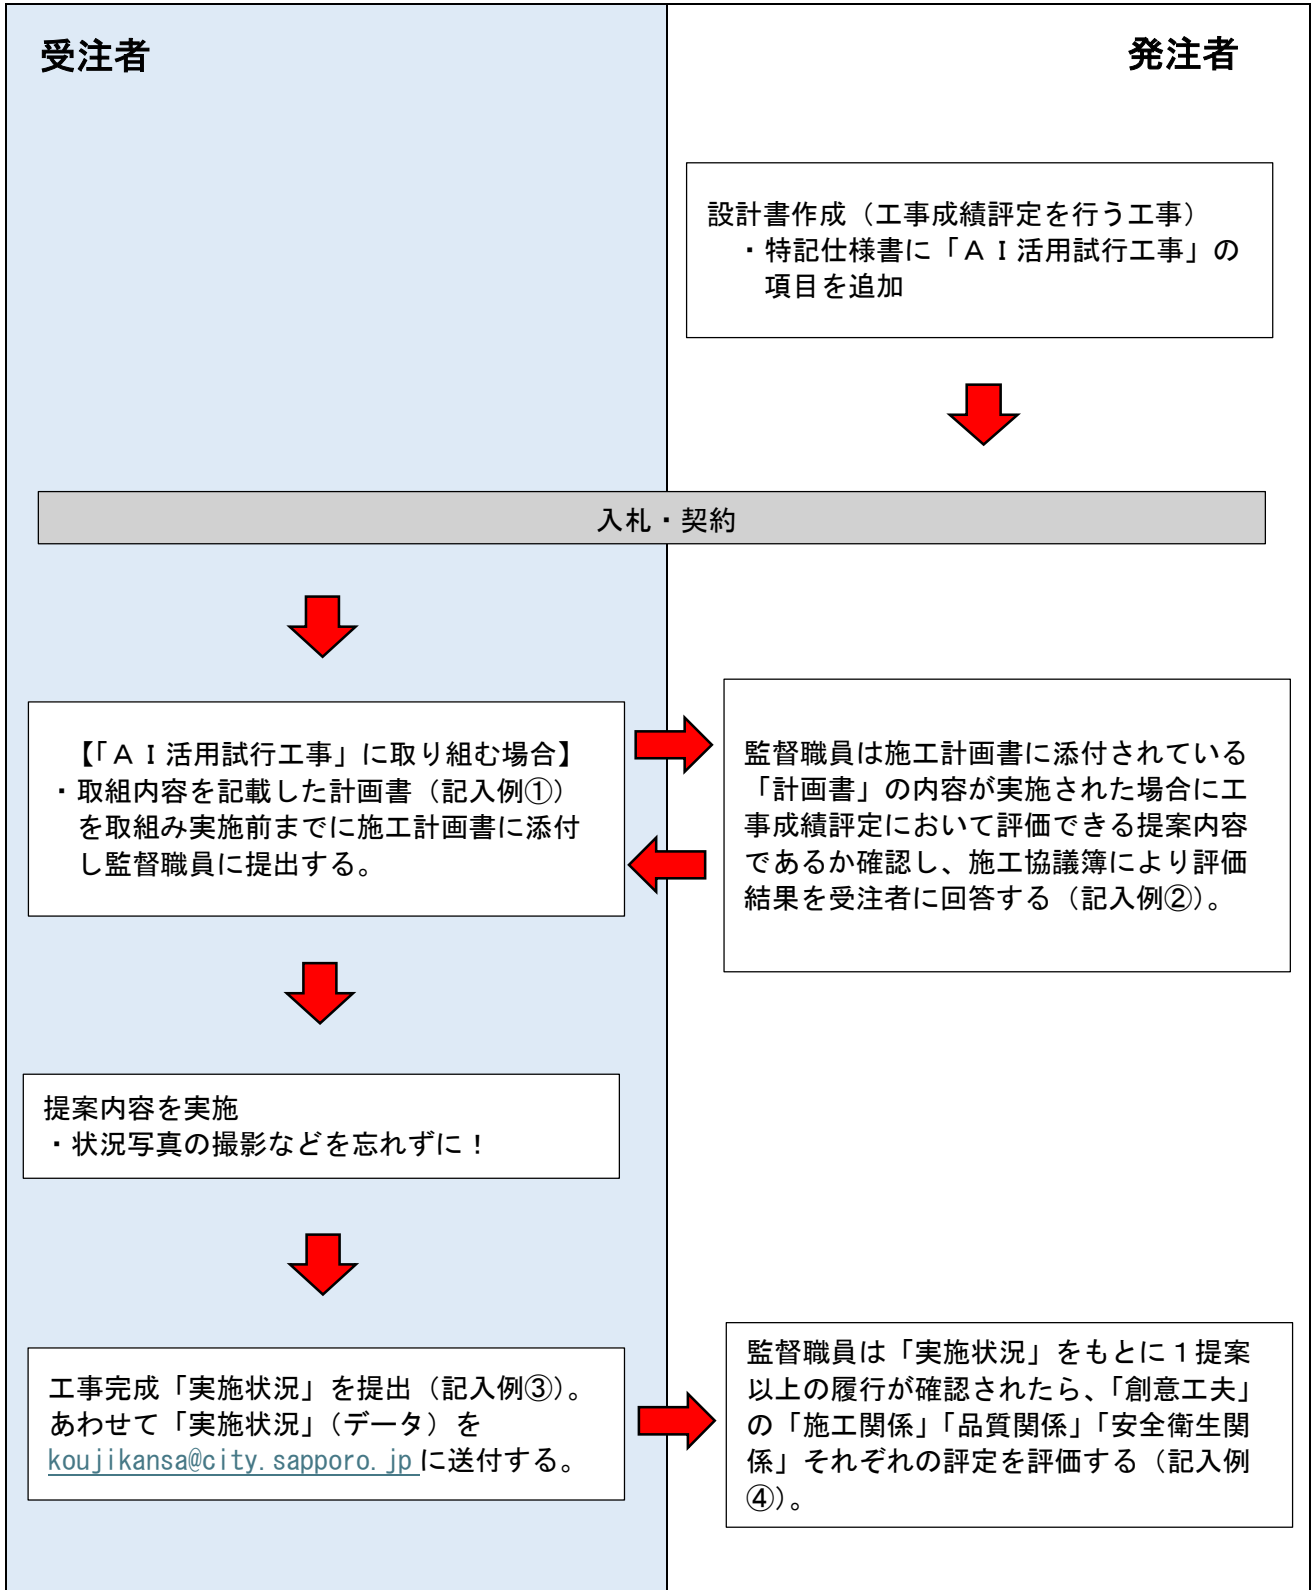 受注者
発注者
設計書作成（工事成績評定を行う工事）
・特記仕様書に「ＡＩ活用試行工事」の
項目を追加
入札・契約
【「ＡＩ活用試行工事」に取り組む場合】
・取組内容を記載した計画書（記入例①）
を取組み実施前までに施工計画書に添付
し監督職員に提出する。
監督職員は施工計画書に添付されている
「計画書」の内容が実施された場合に工
事成績評定において評価できる提案内容
であるか確認し、施工協議簿により評価
結果を受注者に回答する（記入例②）。
提案内容を実施
・状況写真の撮影などを忘れずに！
工事完成「実施状況」を提出（記入例③）。
あわせて「実施状況」（データ）を
koujikansa@city.sapporo.jp に送付する。
監督職員は「実施状況」をもとに１提案
以上の履行が確認されたら、「創意工夫」
の「施工関係」「品質関係」「安全衛生関
係」それぞれの評定を評価する（記入例
④）。